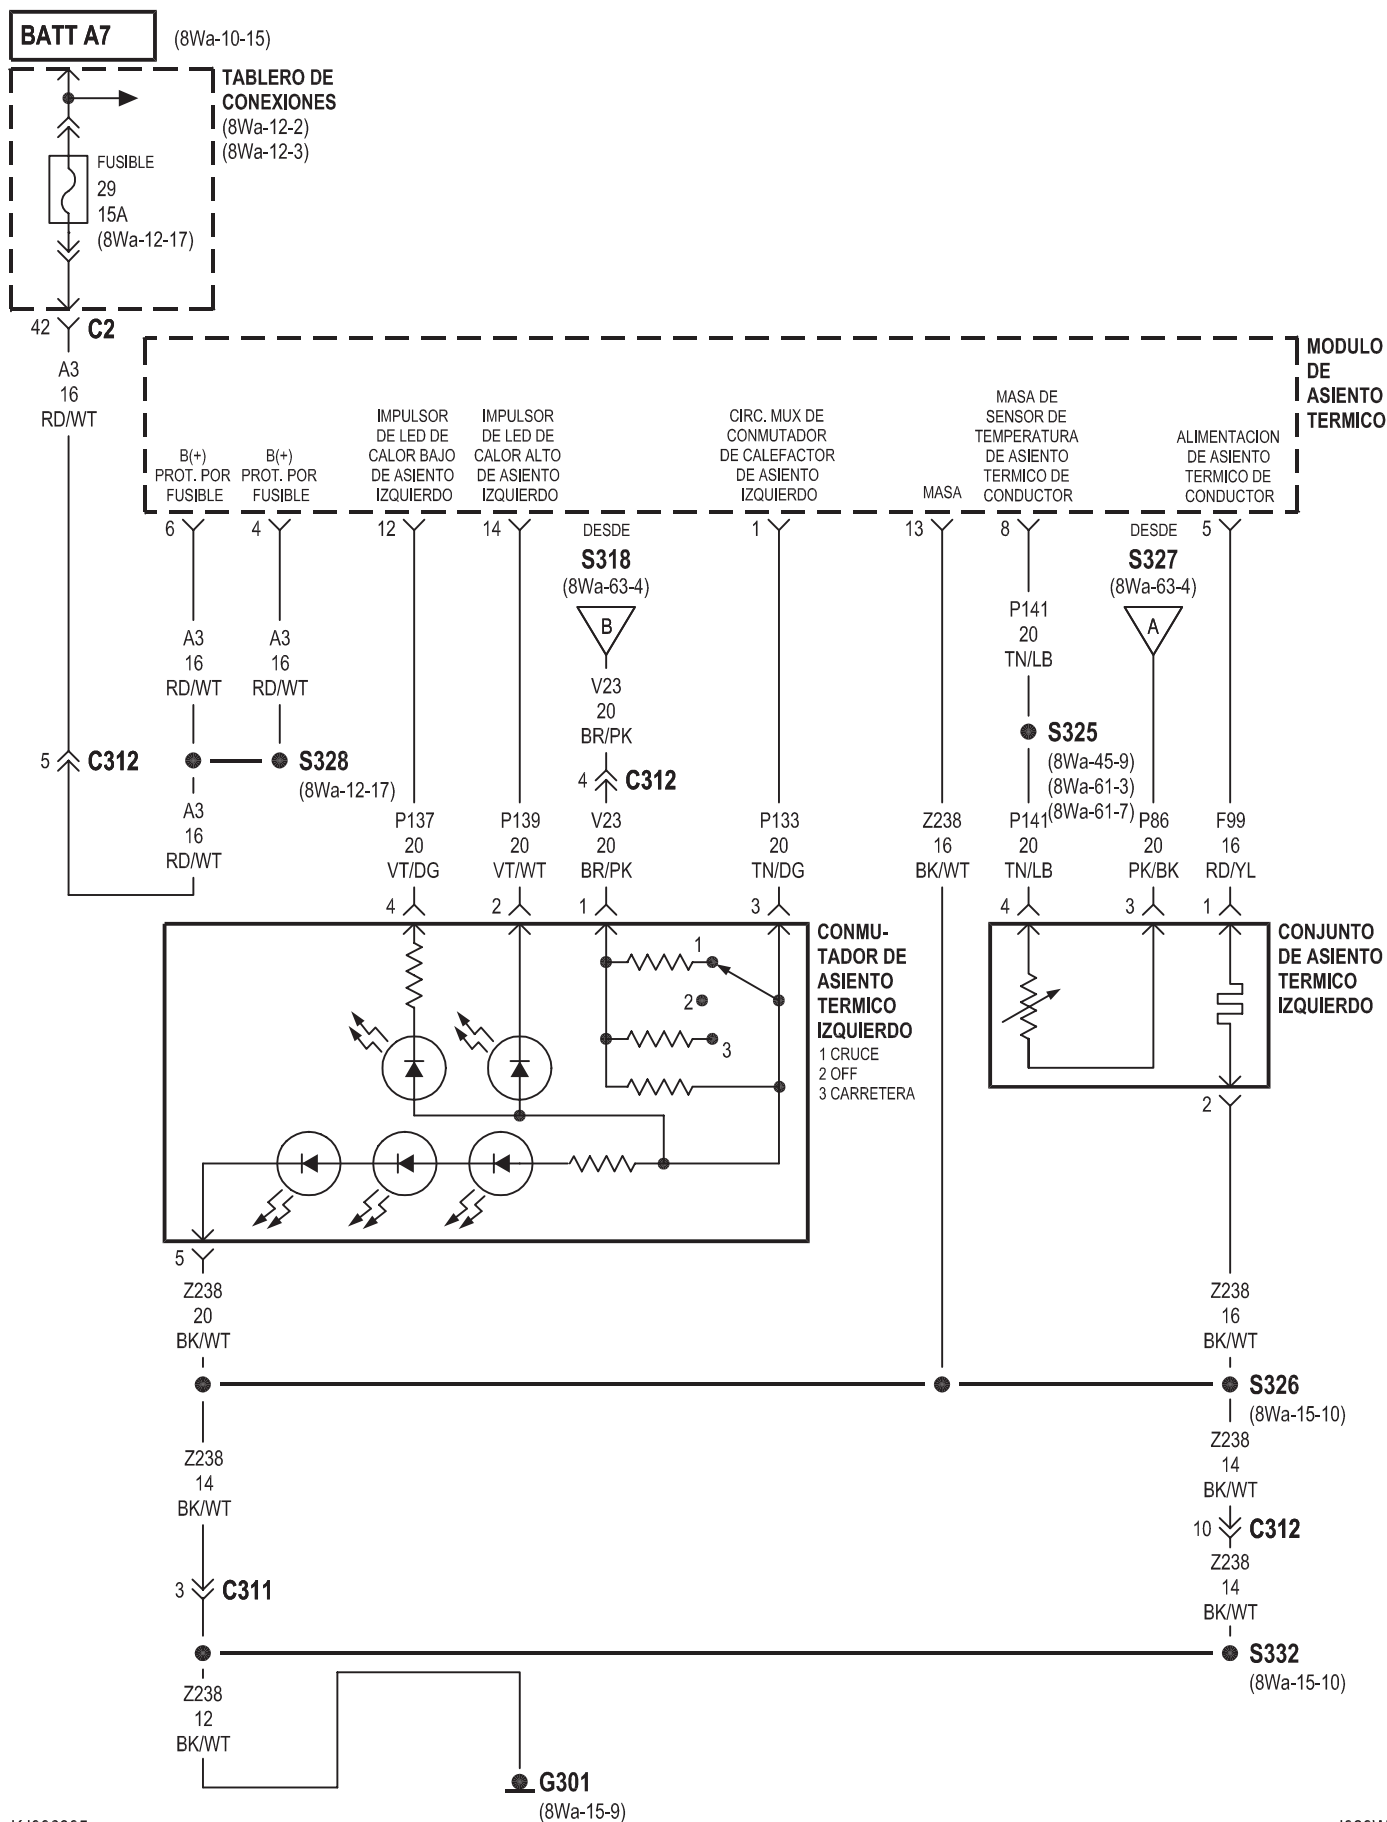 BATT A7
(8Wa-10-15)
TABLERO DE
CONEXIONES
(8Wa-12-2)
(8Wa-12-3)
FUSIBLE
29
15A
(8Wa-12-17)
42
C2
A3
16
RD/WT
MODULO
DE
ASIENTO
TERMICO
B(+)
PROT. POR
FUSIBLE
B(+)
PROT. POR
FUSIBLE
IMPULSOR
DE LED DE
CALOR BAJO
DE ASIENTO
IZQUIERDO
IMPULSOR
DE LED DE
CALOR ALTO
DE ASIENTO
IZQUIERDO
CIRC. MUX DE
CONMUTADOR
DE CALEFACTOR
DE ASIENTO
IZQUIERDO
MASA
MASA DE
SENSOR DE
TEMPERATURA
DE ASIENTO
TERMICO DE
CONDUCTOR
ALIMENTACION
DE ASIENTO
TERMICO DE
CONDUCTOR
6
4
12
14
DESDE
S318
(8Wa-63-4)
B
1
13
8
DESDE
S327
(8Wa-63-4)
A
5
A3
16
RD/WT
A3
16
RD/WT
V23
20
BR/PK
P141
20
TN/LB
5
C312
S328
(8Wa-12-17)
4
C312
S325
(8Wa-45-9)
(8Wa-61-3)
(8Wa-61-7)
A3
16
RD/WT
P137
20
VT/DG
P139
20
VT/WT
V23
20
BR/PK
P133
20
TN/DG
Z238
16
BK/WT
P141
20
TN/LB
P86
20
PK/BK
F99
16
RD/YL
4
2
1
3
4
3
1
1
2
3
CONMU-
TADOR DE
ASIENTO
TERMICO
IZQUIERDO
1 CRUCE
2 OFF
3 CARRETERA
CONJUNTO
DE ASIENTO
TERMICO
IZQUIERDO
2
5
Z238
20
BK/WT
Z238
16
BK/WT
S326
(8Wa-15-10)
Z238
14
BK/WT
Z238
14
BK/WT
10
C312
3
C311
Z238
14
BK/WT
S332
(8Wa-15-10)
Z238
12
BK/WT
G301
(8Wa-15-9)